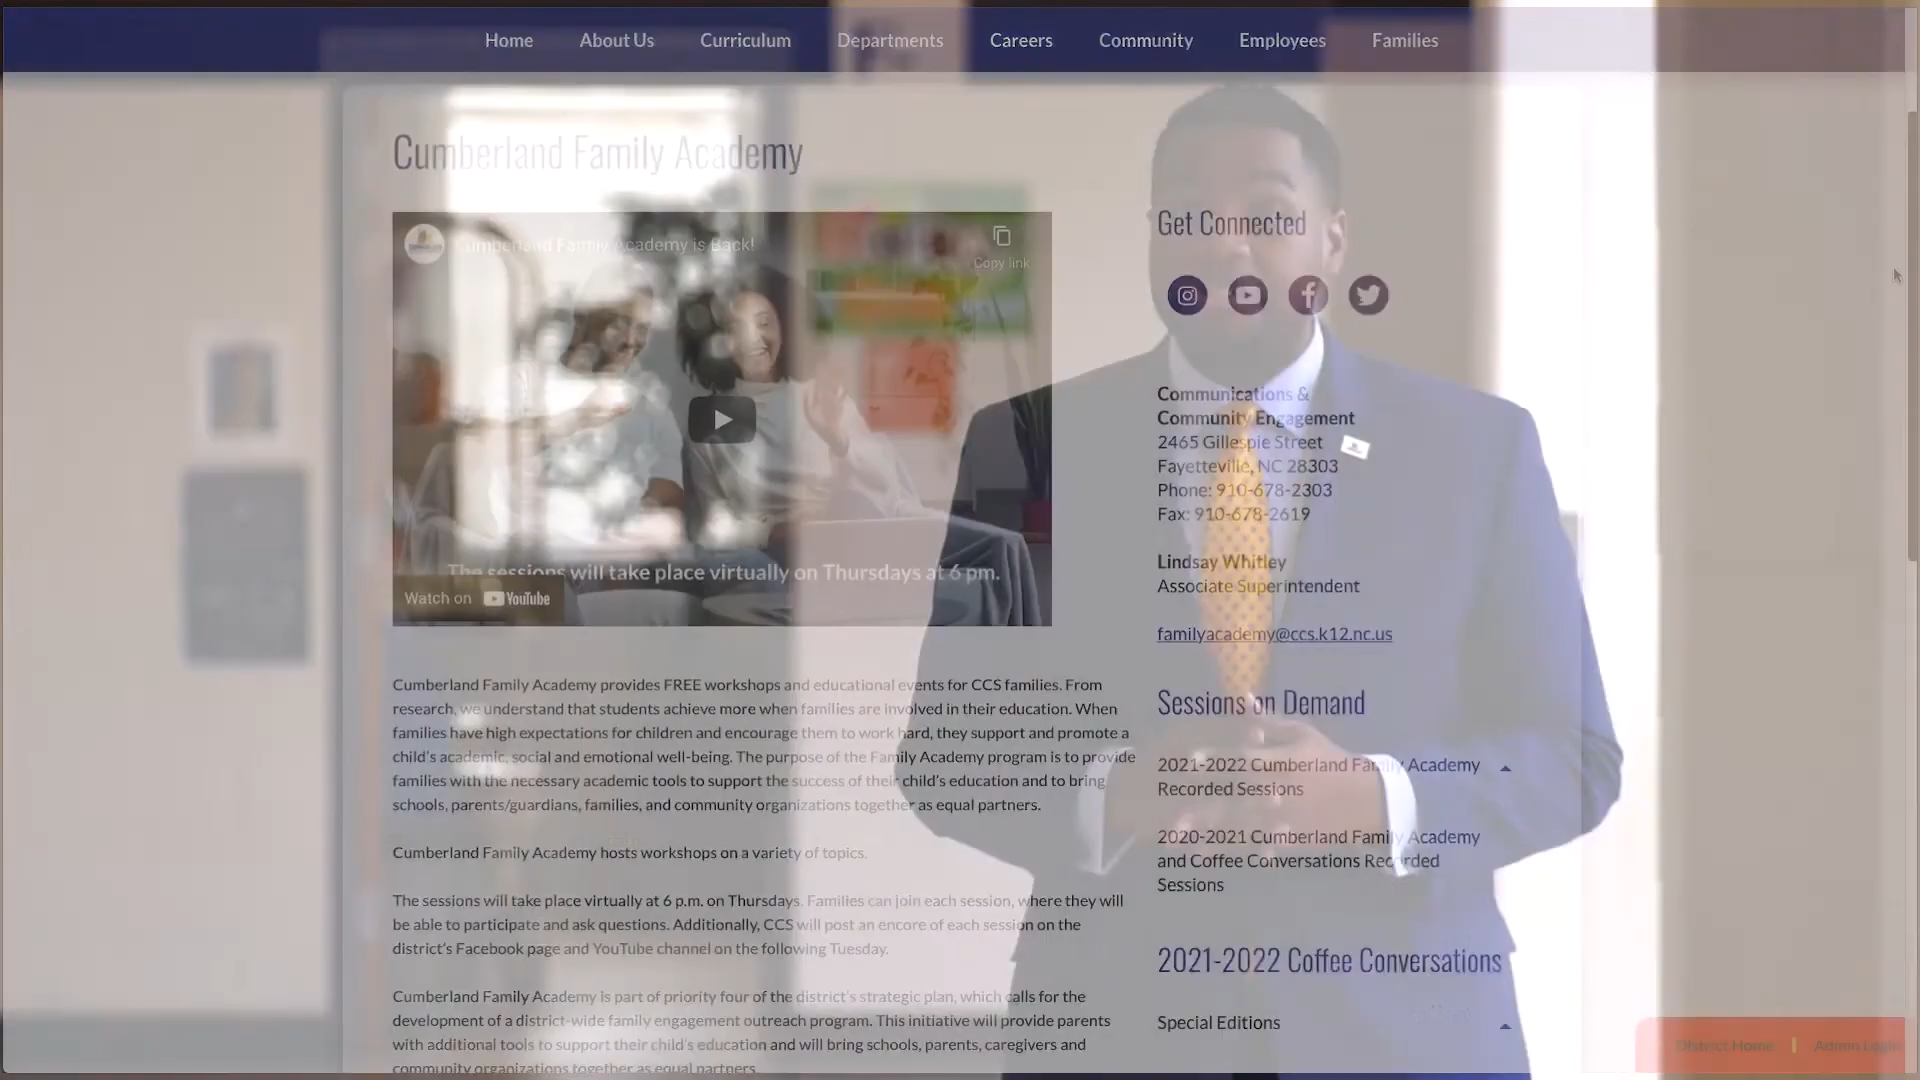 Home About Us Curriculum Departments Careers Community Employees Families
Cumberland Family Academy
Cumberland Family Academy is Back!
Copy link
The sessions will take place virtually on Thursdays at 6 pm.
Watch on YouTube
Cumberland Family Academy provides FREE workshops and educational events for CCS families. From
research, we understand that students achieve more when families are involved in their education. When
families have high expectations for children and encourage them to work hard, they support and promote a
child's academic, social and emotional well-being. The purpose of the Family Academy program is to provide
families with the necessary academic tools to support the success of their child's education and to bring
schools, parents/guardians, families, and community organizations together as equal partners.
Cumberland Family Academy hosts workshops on a variety of topics.
The sessions will take place virtually at 6 p.m. on Thursdays. Families can join each session, where they will
be able to participate and ask questions. Additionally, CCS will post an encore of each session on the
district's Facebook page and YouTube channel on the following Tuesday.
Cumberland Family Academy is part of priority four of the district's strategic plan, which calls for the
development of a district-wide family engagement outreach program. This initiative will provide parents
with additional tools to support their child's education and will bring schools, parents, caregivers and
community organizations together as equal partners.
Get Connected
Communications &
Community Engagement
2465 Gillespie Street
Fayetteville, NC 28303
Phone: 910-678-2303
Fax: 910-678-2619
Lindsay Whitley
Associate Superintendent
familyacademy@ccs.k12.nc.us
Sessions on Demand
2021-2022 Cumberland Family Academy
Recorded Sessions
2020-2021 Cumberland Family Academy
and Coffee Conversations Recorded
Sessions
2021-2022 Coffee Conversations
Special Editions
District Home | Admin Login